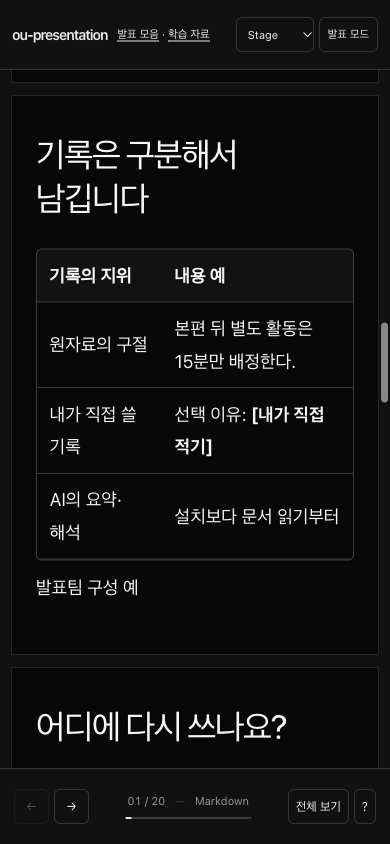 ou-presentation 발표 모음 · 학습 자료 Stage 발표 모드
기록은 구분해서
남깁니다
기록의 지위 내용 예
원자료의 구절 본편 뒤 별도 활동은
15분만 배정한다.
내가 직접 쓸
기록
선택 이유: [내가 직접
적기]
AI의 요약·
해석
설치보다 문서 읽기부터
발표팀 구성 예
어디에 다시 쓰나요?
← → 01 / 20 — Markdown 전체 보기 ?